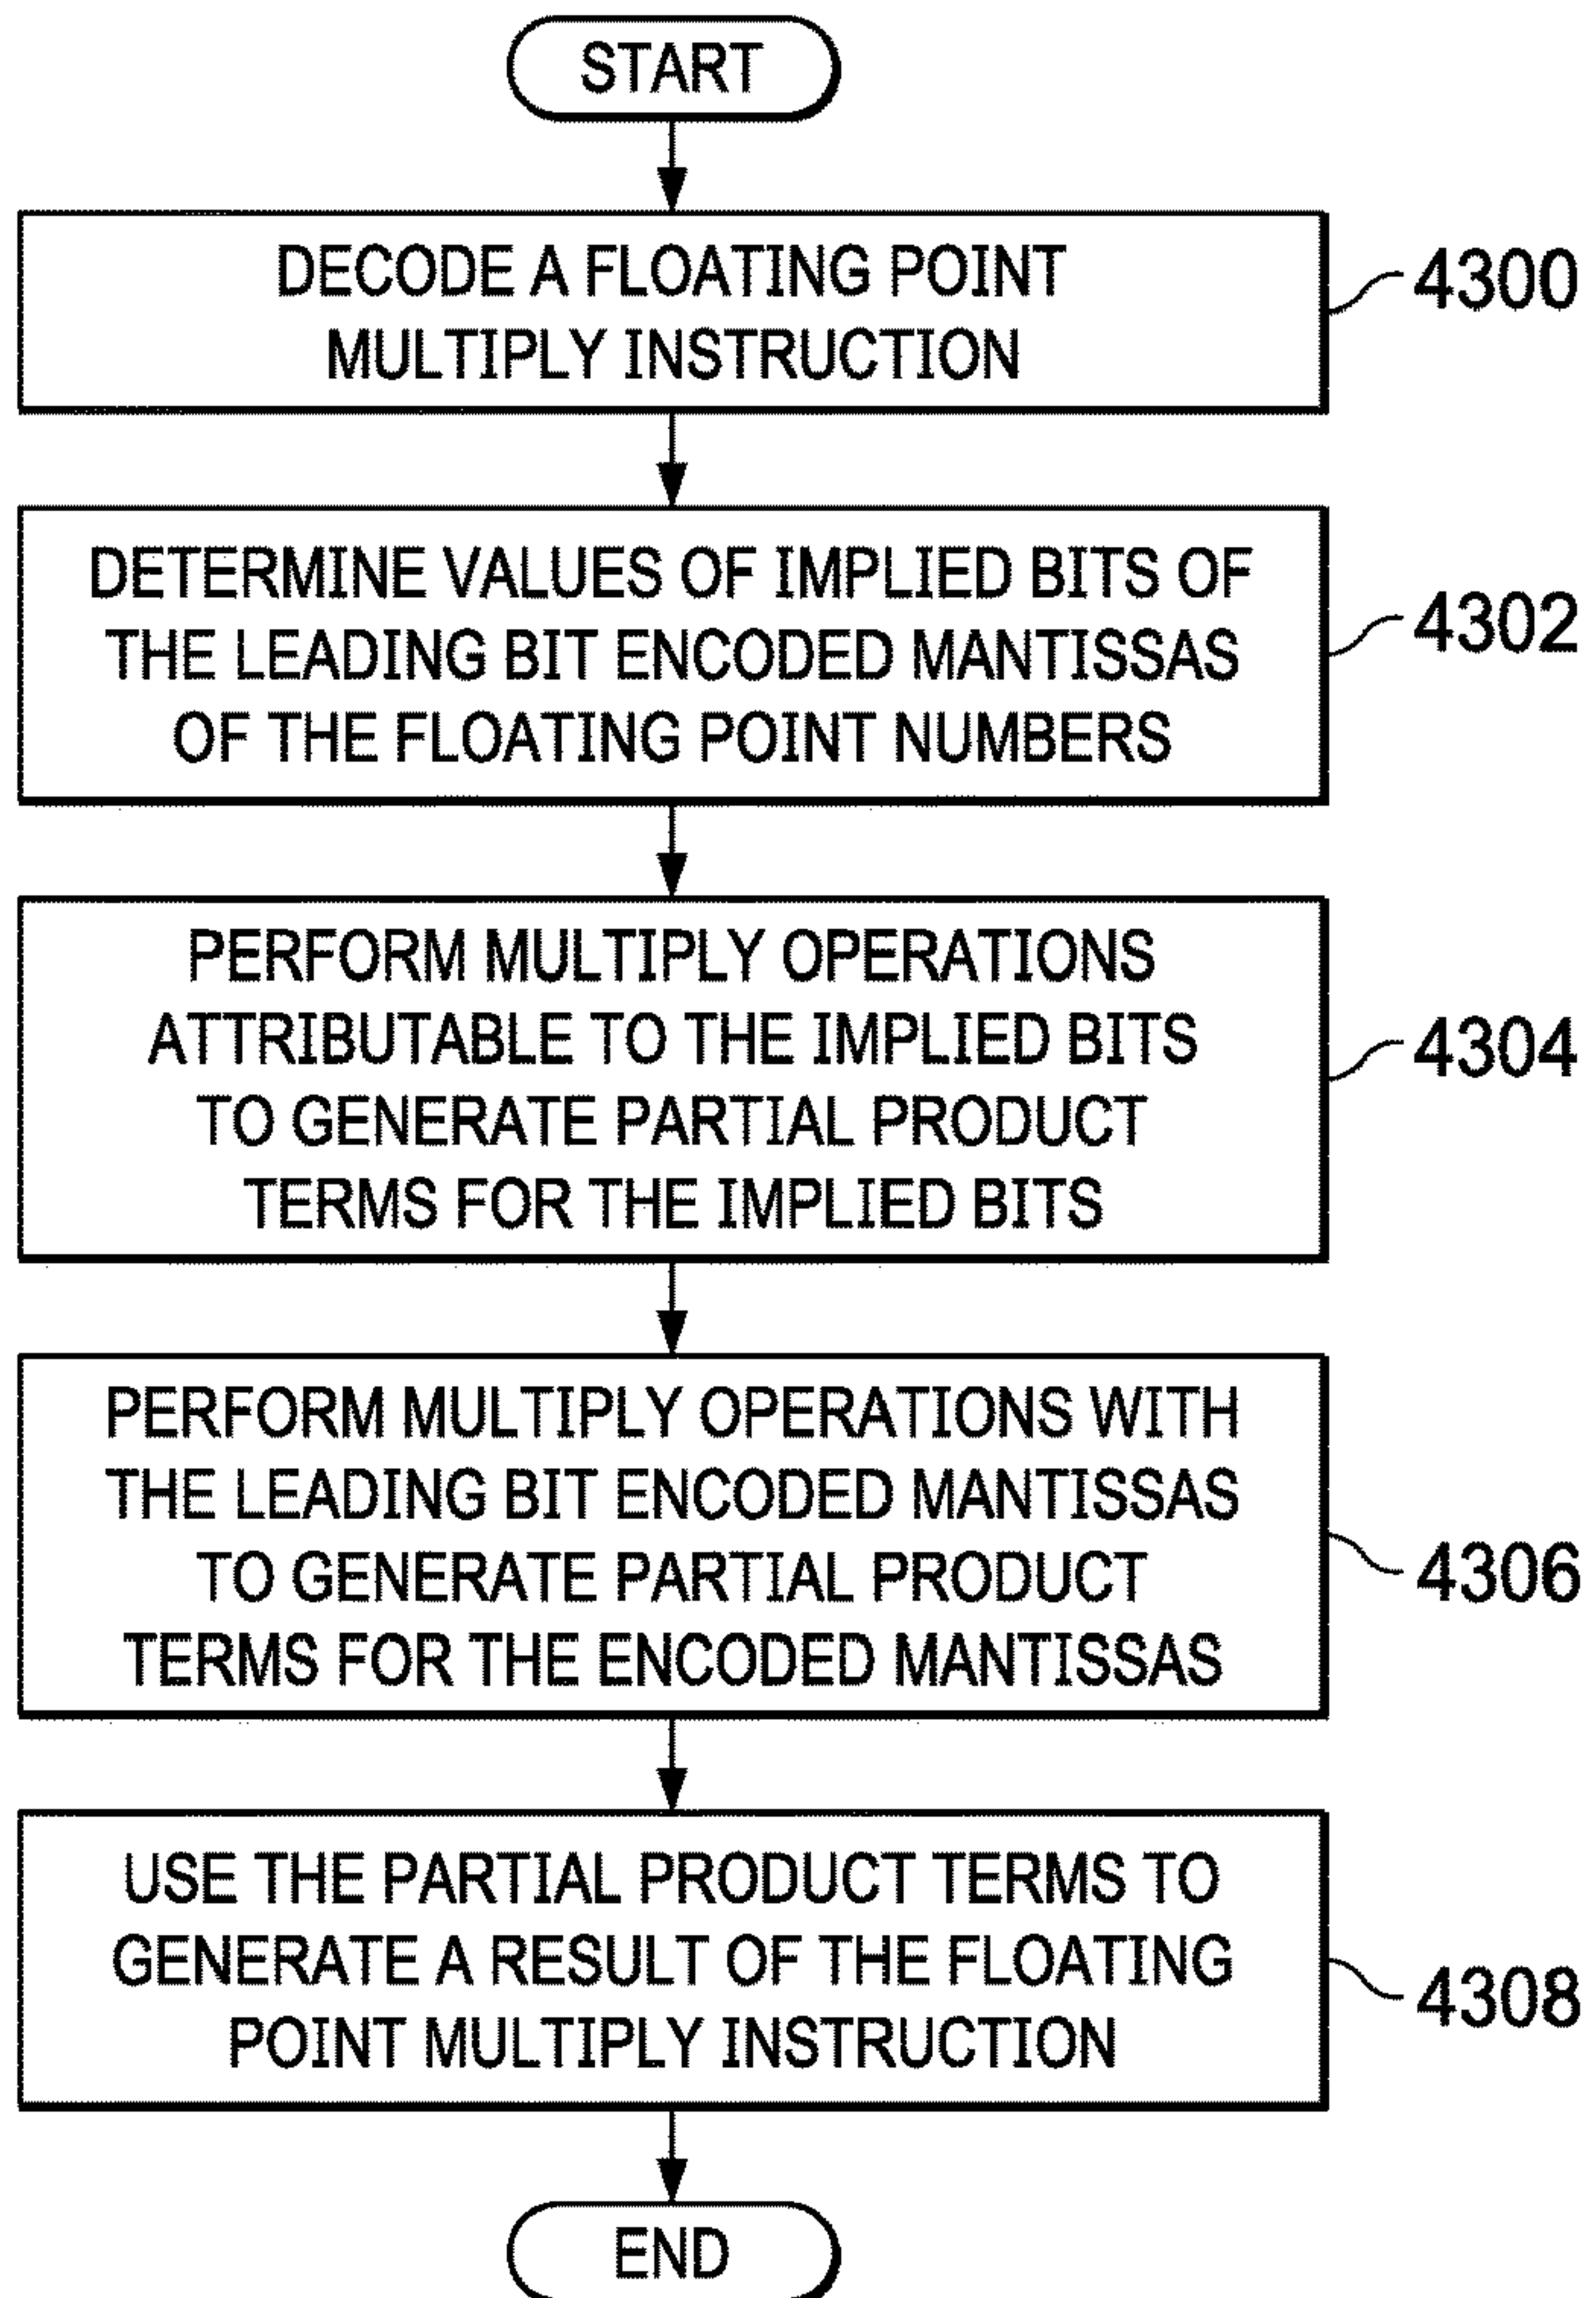 START
DECODE A FLOATING POINT
MULTIPLY INSTRUCTION
4300
DETERMINE VALUES OF IMPLIED BITS OF
THE LEADING BIT ENCODED MANTISSAS
OF THE FLOATING POINT NUMBERS
4302
PERFORM MULTIPLY OPERATIONS
ATTRIBUTABLE TO THE IMPLIED BITS
TO GENERATE PARTIAL PRODUCT
TERMS FOR THE IMPLIED BITS
4304
PERFORM MULTIPLY OPERATIONS WITH
THE LEADING BIT ENCODED MANTISSAS
TO GENERATE PARTIAL PRODUCT
TERMS FOR THE ENCODED MANTISSAS
4306
USE THE PARTIAL PRODUCT TERMS TO
GENERATE A RESULT OF THE FLOATING
POINT MULTIPLY INSTRUCTION
4308
END